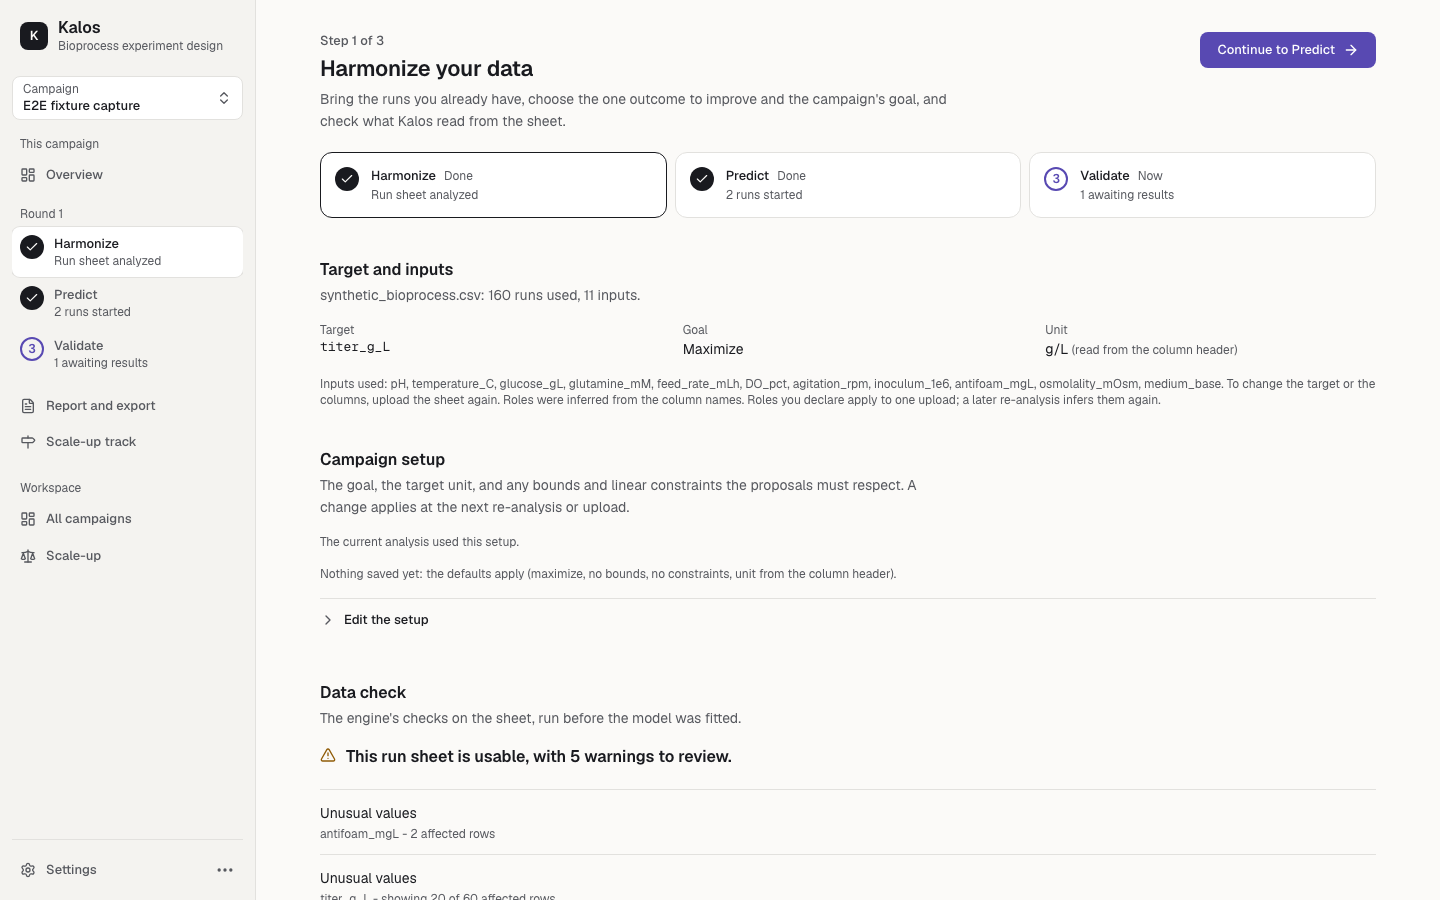 K
Kalos
Bioprocess experiment design
Campaign
E2E fixture capture
This campaign
Overview
Round 1
Harmonize
Run sheet analyzed
Predict
2 runs started
3
Validate
1 awaiting results
Report and export
Scale-up track
Workspace
All campaigns
Scale-up
Settings
Step 1 of 3
Continue to Predict
Harmonize your data
Bring the runs you already have, choose the one outcome to improve and the campaign's goal, and
check what Kalos read from the sheet.
Harmonize Done
Run sheet analyzed
Predict Done
2 runs started
3
Validate Now
1 awaiting results
Target and inputs
synthetic_bioprocess.csv: 160 runs used, 11 inputs.
Target
titer_g_L
Goal
Maximize
Unit
g/L (read from the column header)
Inputs used: pH, temperature_C, glucose_gL, glutamine_mM, feed_rate_mLh, DO_pct, agitation_rpm, inoculum_1e6, antifoam_mgL, osmolality_mOsm, medium_base. To change the target or the
columns, upload the sheet again. Roles were inferred from the column names. Roles you declare apply to one upload; a later re-analysis infers them again.
Campaign setup
The goal, the target unit, and any bounds and linear constraints the proposals must respect. A
change applies at the next re-analysis or upload.
The current analysis used this setup.
Nothing saved yet: the defaults apply (maximize, no bounds, no constraints, unit from the column header).
Edit the setup
Data check
The engine's checks on the sheet, run before the model was fitted.
This run sheet is usable, with 5 warnings to review.
Unusual values
antifoam_mgL - 2 affected rows
Unusual values
titer_g_L - showing 20 of 60 affected rows